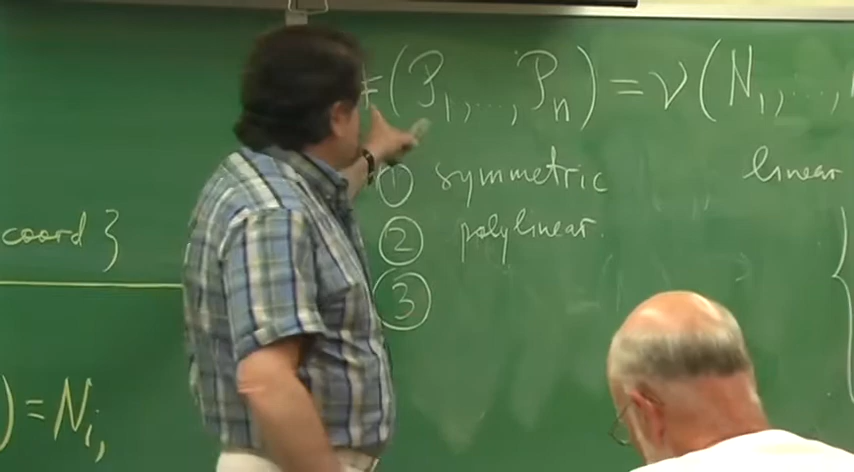 (P₁,...,Pₙ) = ν(N₁,...,
① symmetric
linear
② polylinear.
coord }
③
) = Nᵢ,